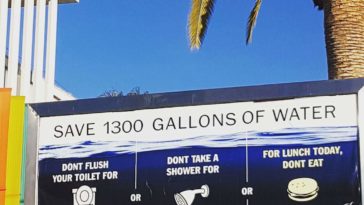 SAVE 1300 GALLONS OF WATER
DONT FLUSH
YOUR TOILET FOR
OR
DONT TAKE A
SHOWER FOR
OR
FOR LUNCH TODAY,
DONT EAT